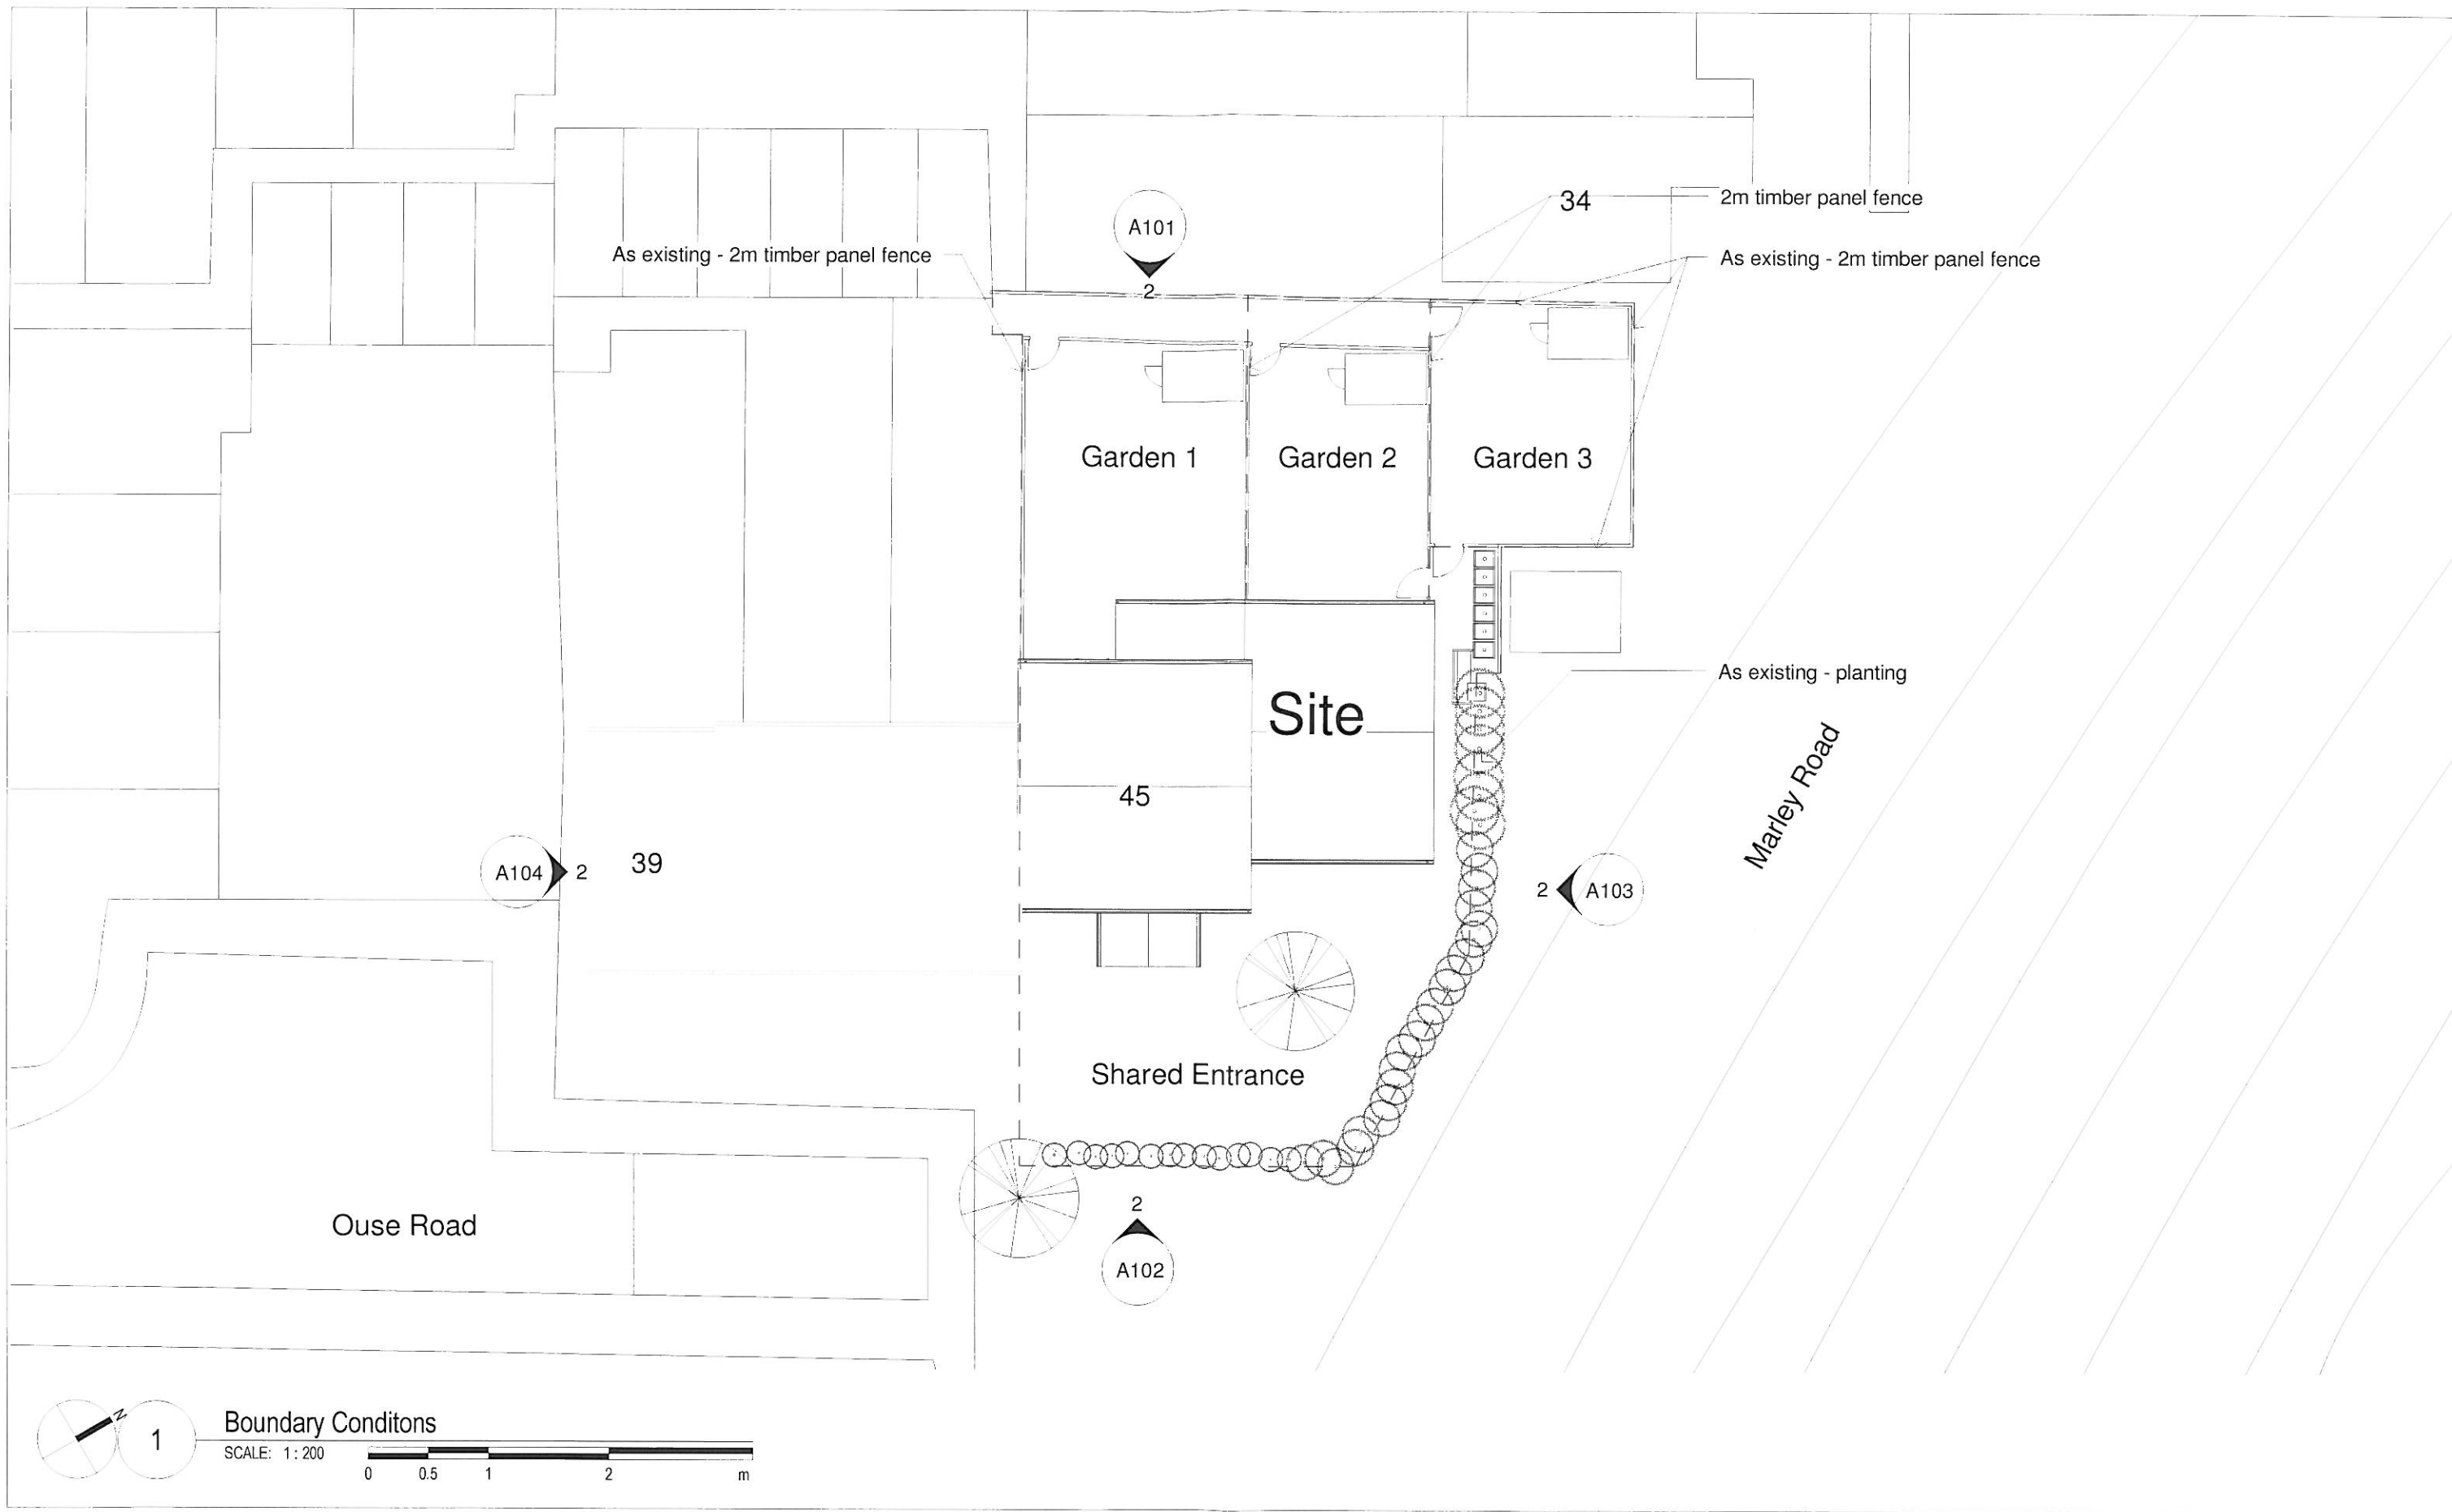 34
2m timber panel fence
A101
2
As existing - 2m timber panel fence
As existing - 2m timber panel fence
Garden 1
Garden 2
Garden 3
As existing - planting
Site
45
Marley Road
A104
2
39
2
A103
Shared Entrance
2
A102
Ouse Road
N
1
Boundary Conditons
SCALE: 1 : 200
0 0.5 1 2 m